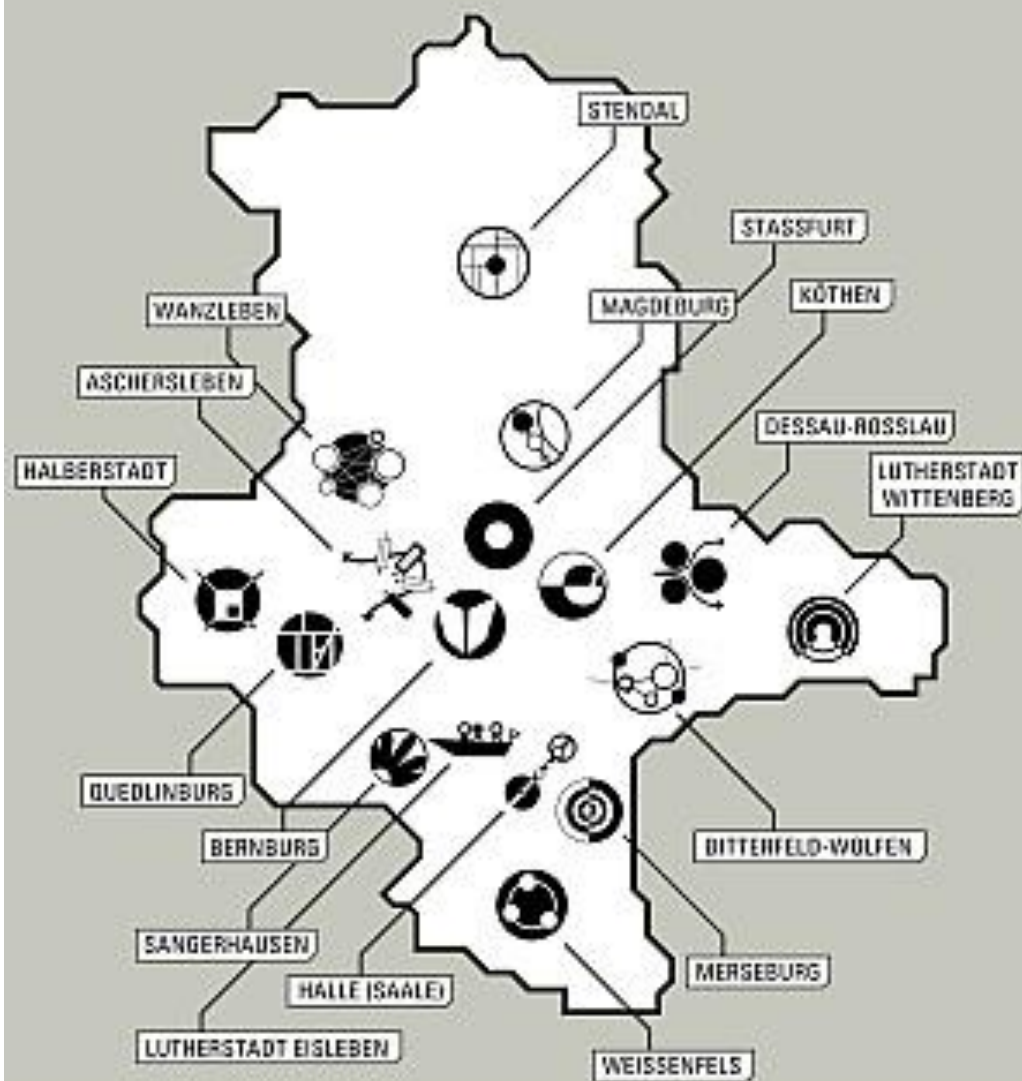 STENDAL
STASSFURT
KÖTHEN
WANZLEBEN
MAGDEBURG
ASCHERSLEBEN
DESSAU-ROSSLAU
HALBERSTADT
LUTHERSTADT
WITTENBERG
QUEDLINBURG
BERNBURG
BITTERFELD-WOLFEN
SANGERHAUSEN
MERSEBURG
HALLE (SAALE)
LUTHERSTADT EISLEBEN
WEISSENFELS